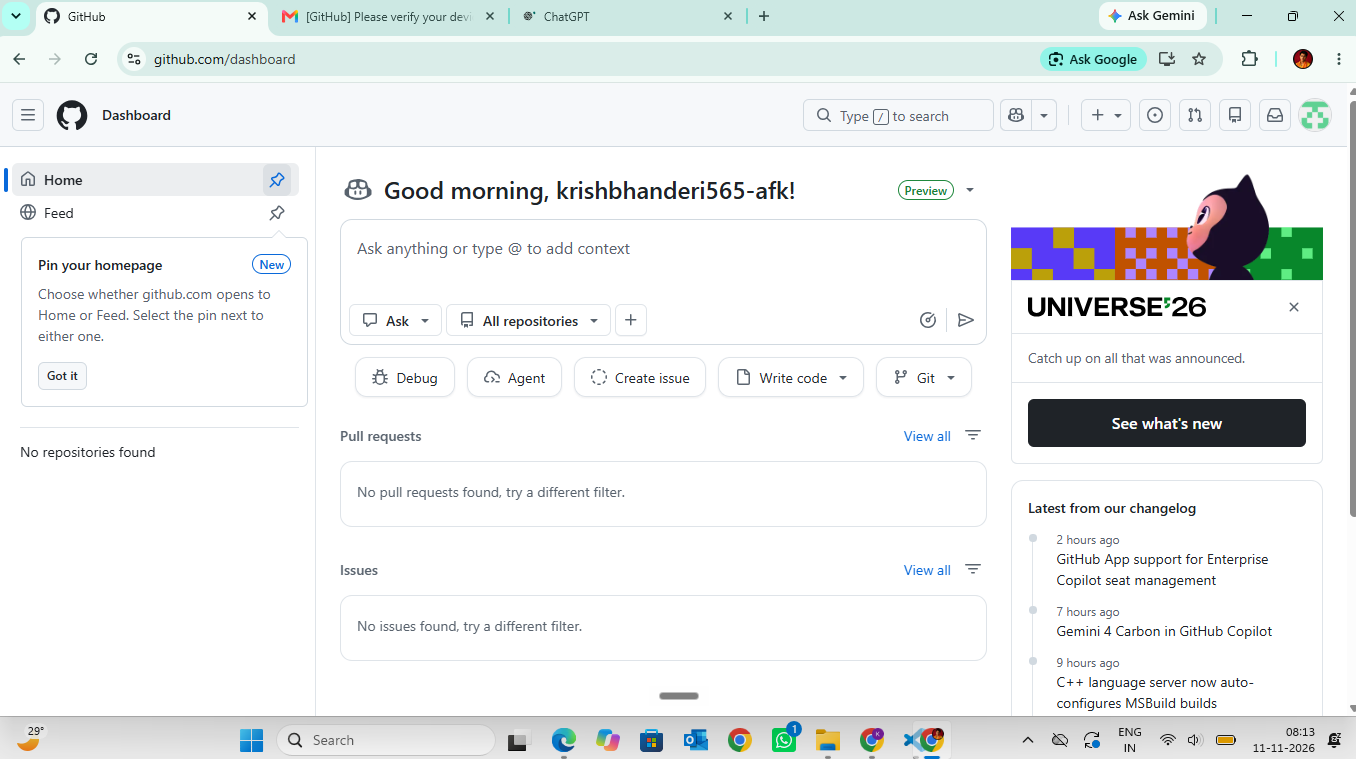 GitHub
[GitHub] Please verify your devi
ChatGPT
Ask Gemini
github.com/dashboard
Ask Google
Dashboard
Type / to search
Home
Feed
Pin your homepage
New
Choose whether github.com opens to
Home or Feed. Select the pin next to
either one.
Got it
No repositories found
Good morning, krishbhanderi565-afk!
Preview
Ask anything or type @ to add context
Ask
All repositories
Debug
Agent
Create issue
Write code
Git
Pull requests
View all
No pull requests found, try a different filter.
Issues
View all
No issues found, try a different filter.
UNIVERSE'26
Catch up on all that was announced.
See what's new
Latest from our changelog
2 hours ago
GitHub App support for Enterprise
Copilot seat management
7 hours ago
Gemini 4 Carbon in GitHub Copilot
9 hours ago
C++ language server now auto-
configures MSBuild builds
29°
Search
1
K
ENG
IN
08:13
11-11-2026